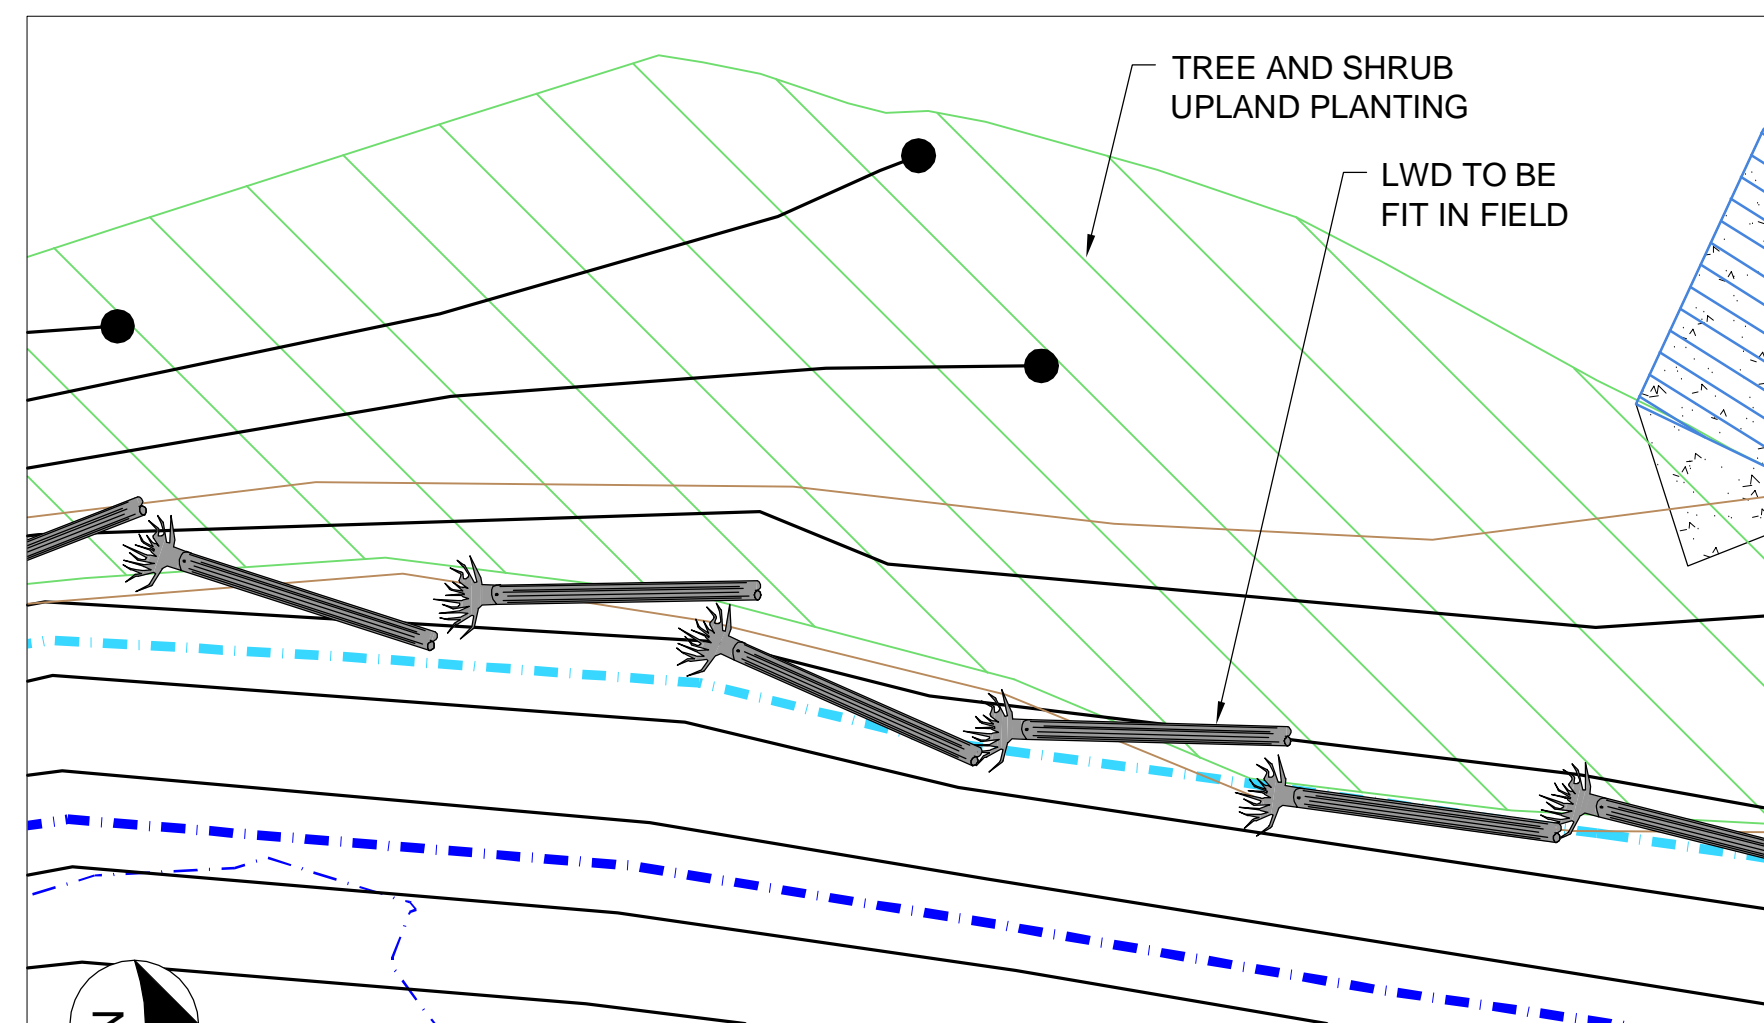 TREE AND SHRUB
UPLAND PLANTING
LWD TO BE
FIT IN FIELD
N